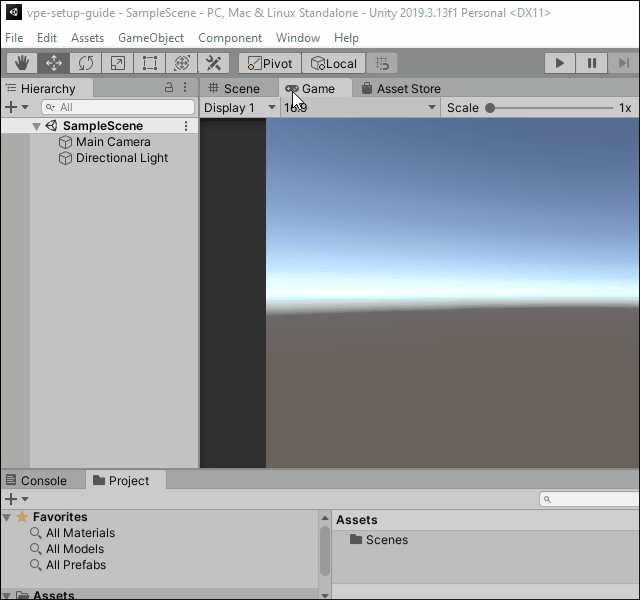 vpe-setup-guide - SampleScene - PC, Mac & Linux Standalone - Unity 2019.3.13f1 Personal <DX11>
File Edit Assets GameObject Component Window Help
Pivot Local
Hierarchy Scene Game Asset Store
All Display 1 16:9 Scale 1x
SampleScene
Main Camera
Directional Light
Console Project
Favorites Assets
All Materials Scenes
All Models
All Prefabs
Assets